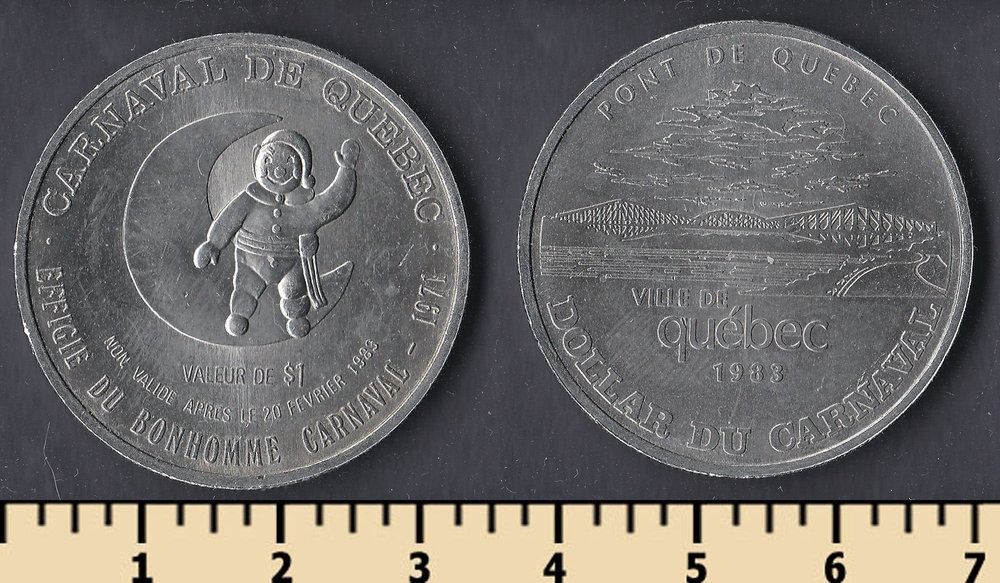 · CARNAVAL DE QUEBEC ·
VALEUR DE $1
NON VALIDE APRES LE 20 FEVRIER 1983
EFFIGIE DU BONHOMME CARNAVAL - 1971
PONT DE QUEBEC
VILLE DE
québec
1983
DOLLAR DU CARNAVAL
1 2 3 4 5 6 7